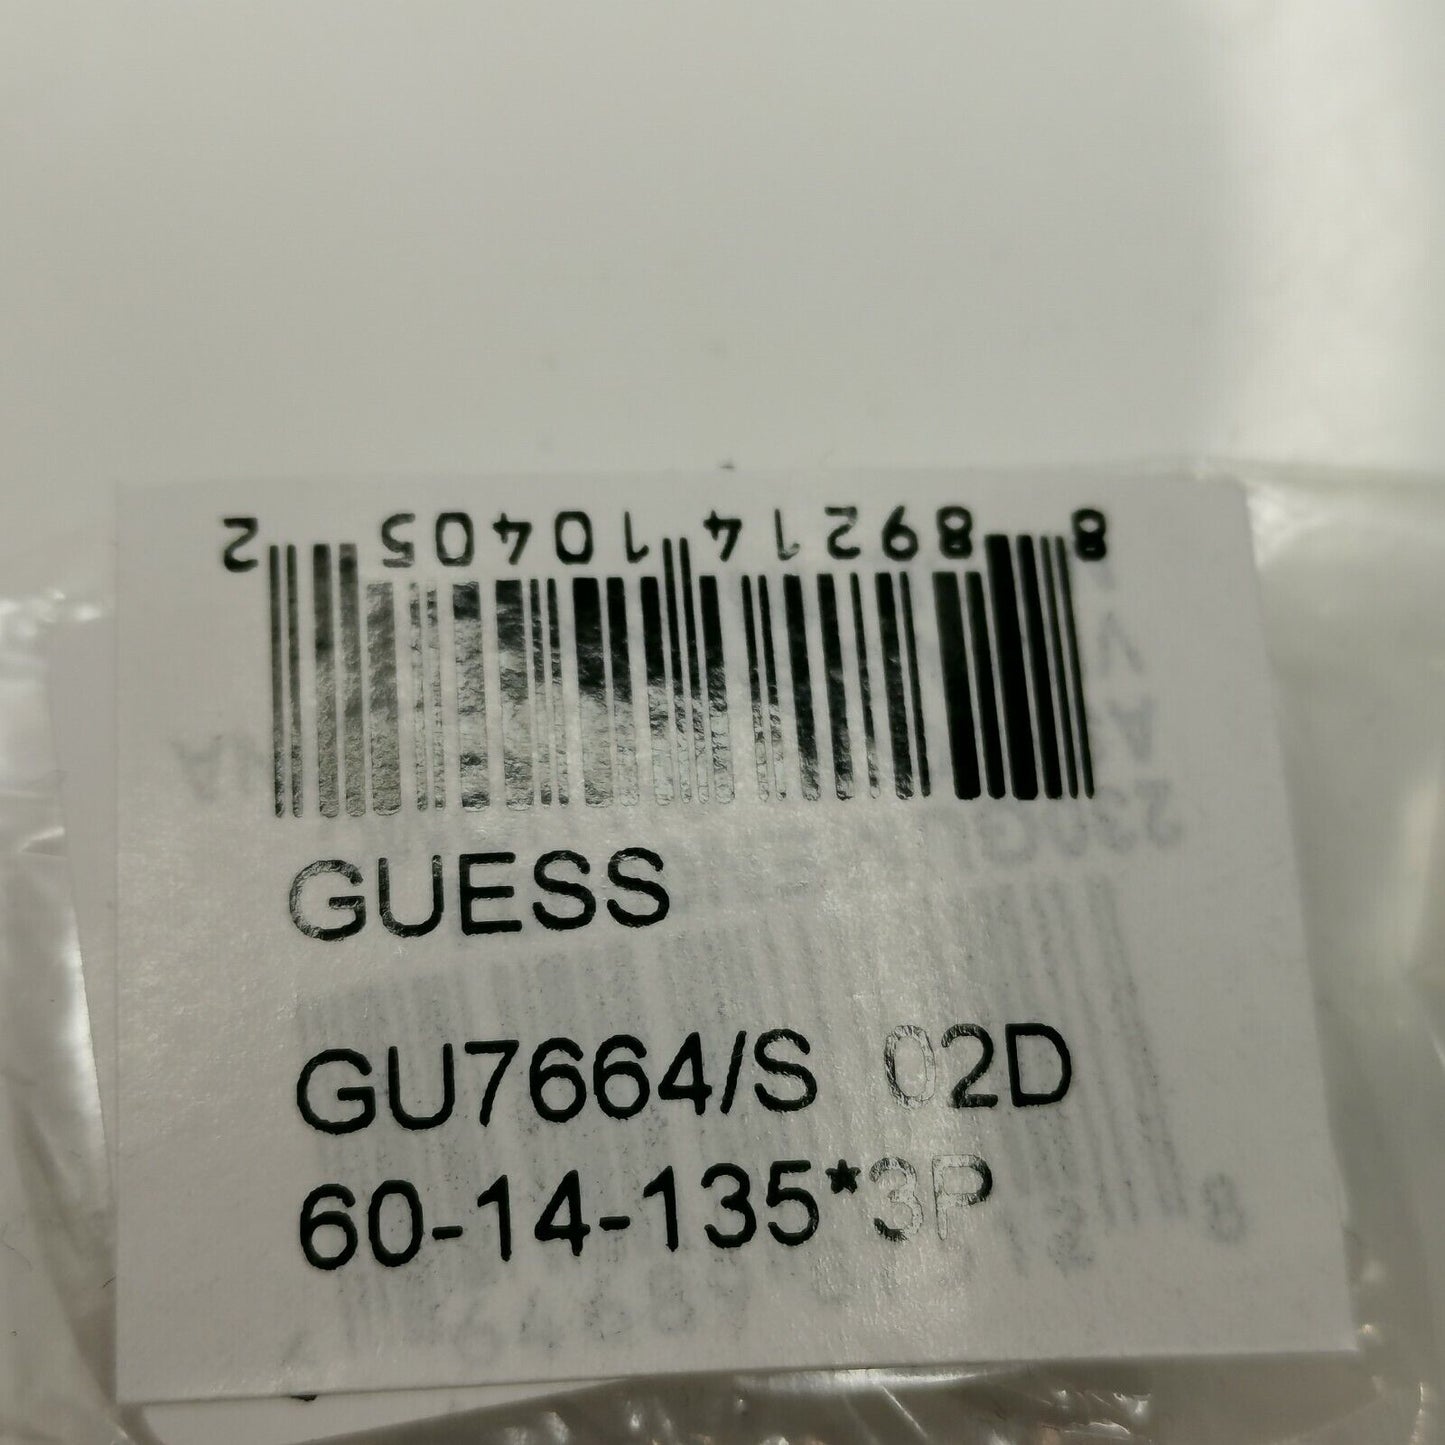 8 89214 10405 2
GUESS
GU7664/S 02D
60-14-135*3P